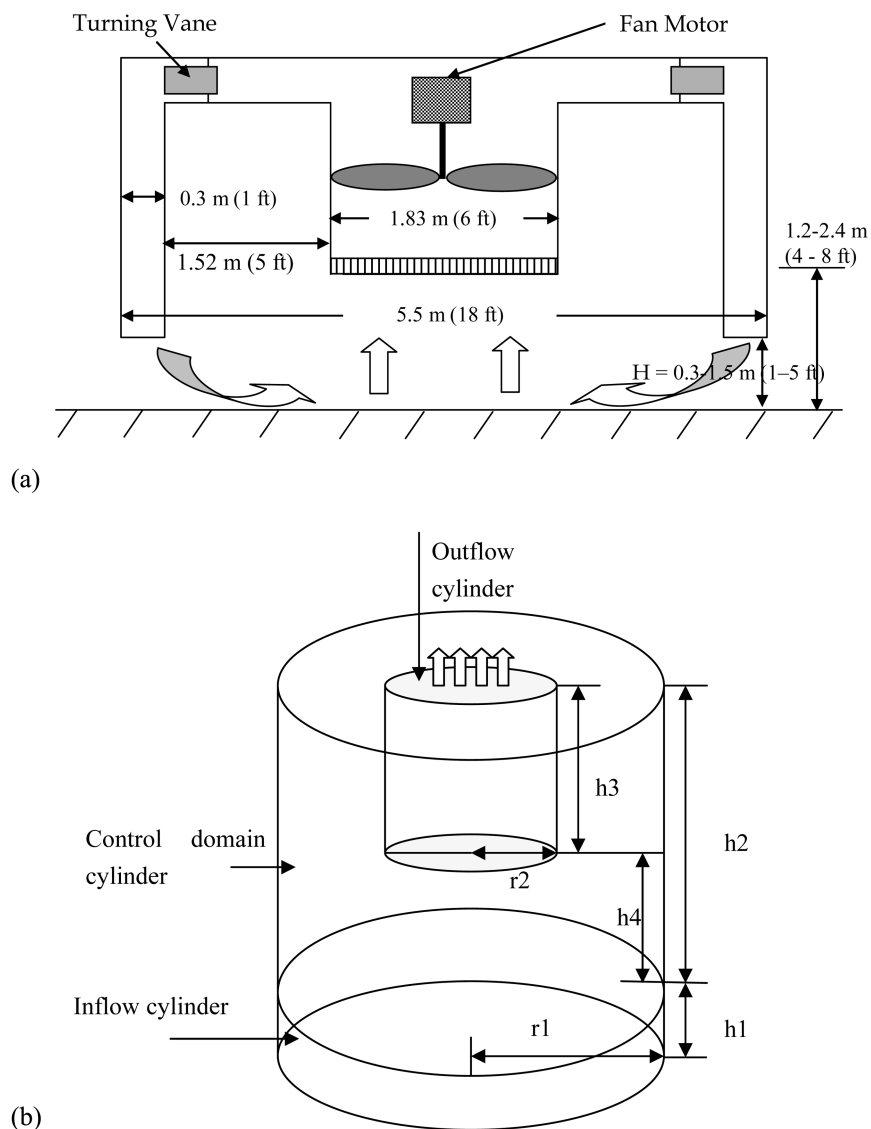 Turning Vane
Fan Motor
0.3 m (1 ft)
1.83 m (6 ft)
1.2-2.4 m
(4 - 8 ft)
1.52 m (5 ft)
5.5 m (18 ft)
H = 0.3-1.5 m (1–5 ft)
(a)
Outflow
cylinder
h3
Control domain
cylinder
h2
r2
h4
Inflow cylinder
r1
h1
(b)